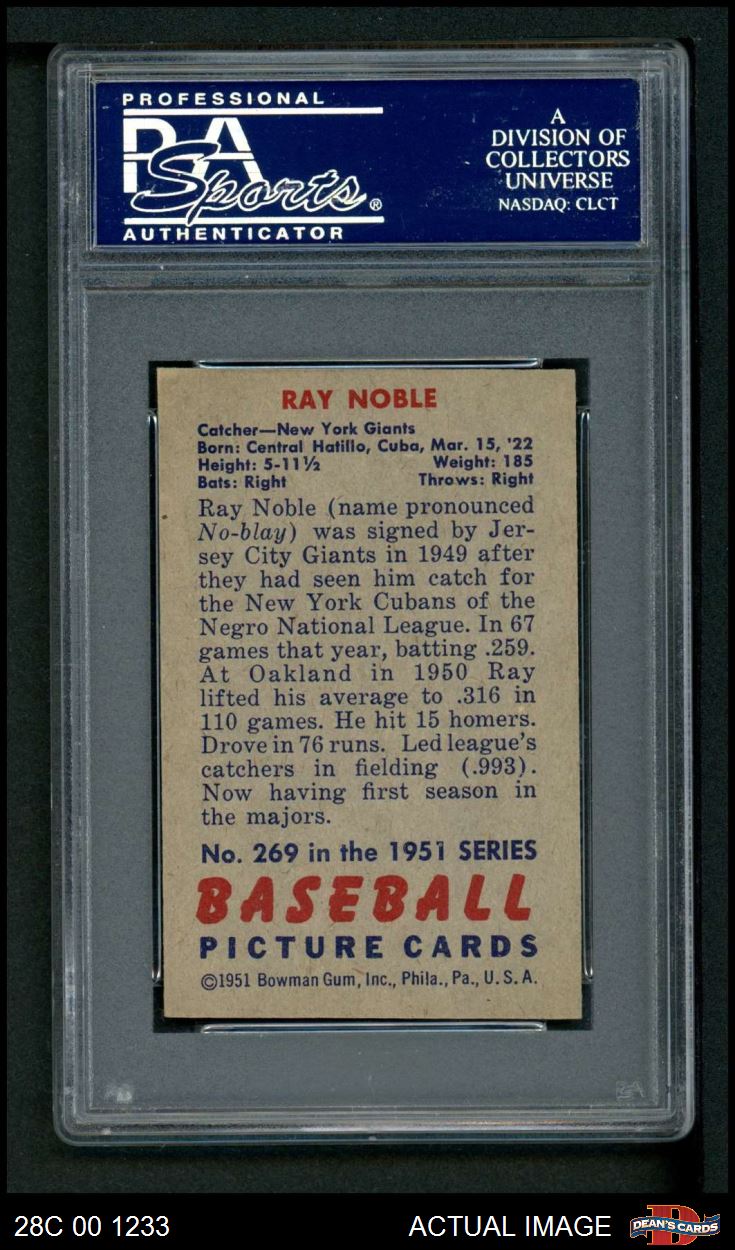 PROFESSIONAL
PSA
Sports®
AUTHENTICATOR
A
DIVISION OF
COLLECTORS
UNIVERSE
NASDAQ: CLCT
RAY NOBLE
Catcher—New York Giants
Born: Central Hatillo, Cuba, Mar. 15, '22
Height: 5-11½ Weight: 185
Bats: Right Throws: Right
Ray Noble (name pronounced
No-blay) was signed by Jer-
sey City Giants in 1949 after
they had seen him catch for
the New York Cubans of the
Negro National League. In 67
games that year, batting .259.
At Oakland in 1950 Ray
lifted his average to .316 in
110 games. He hit 15 homers.
Drove in 76 runs. Led league's
catchers in fielding (.993).
Now having first season in
the majors.
No. 269 in the 1951 SERIES
BASEBALL
PICTURE CARDS
©1951 Bowman Gum, Inc., Phila., Pa., U. S. A.
28C 00 1233 ACTUAL IMAGE DEAN'S CARDS